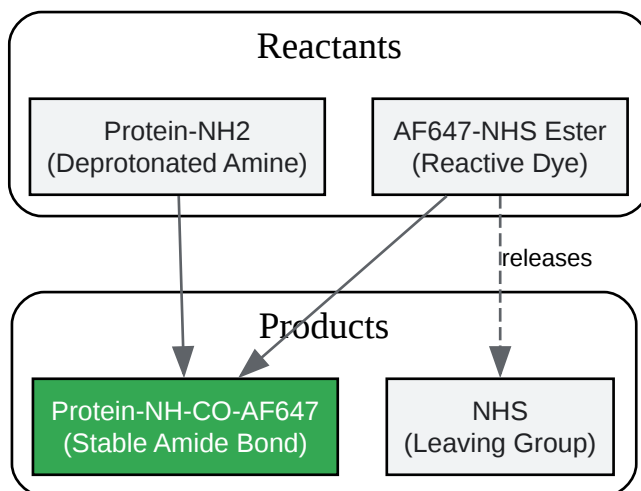 Reactants
Protein-NH2
(Deprotonated Amine)
AF647-NHS Ester
(Reactive Dye)
releases
Products
Protein-NH-CO-AF647
(Stable Amide Bond)
NHS
(Leaving Group)